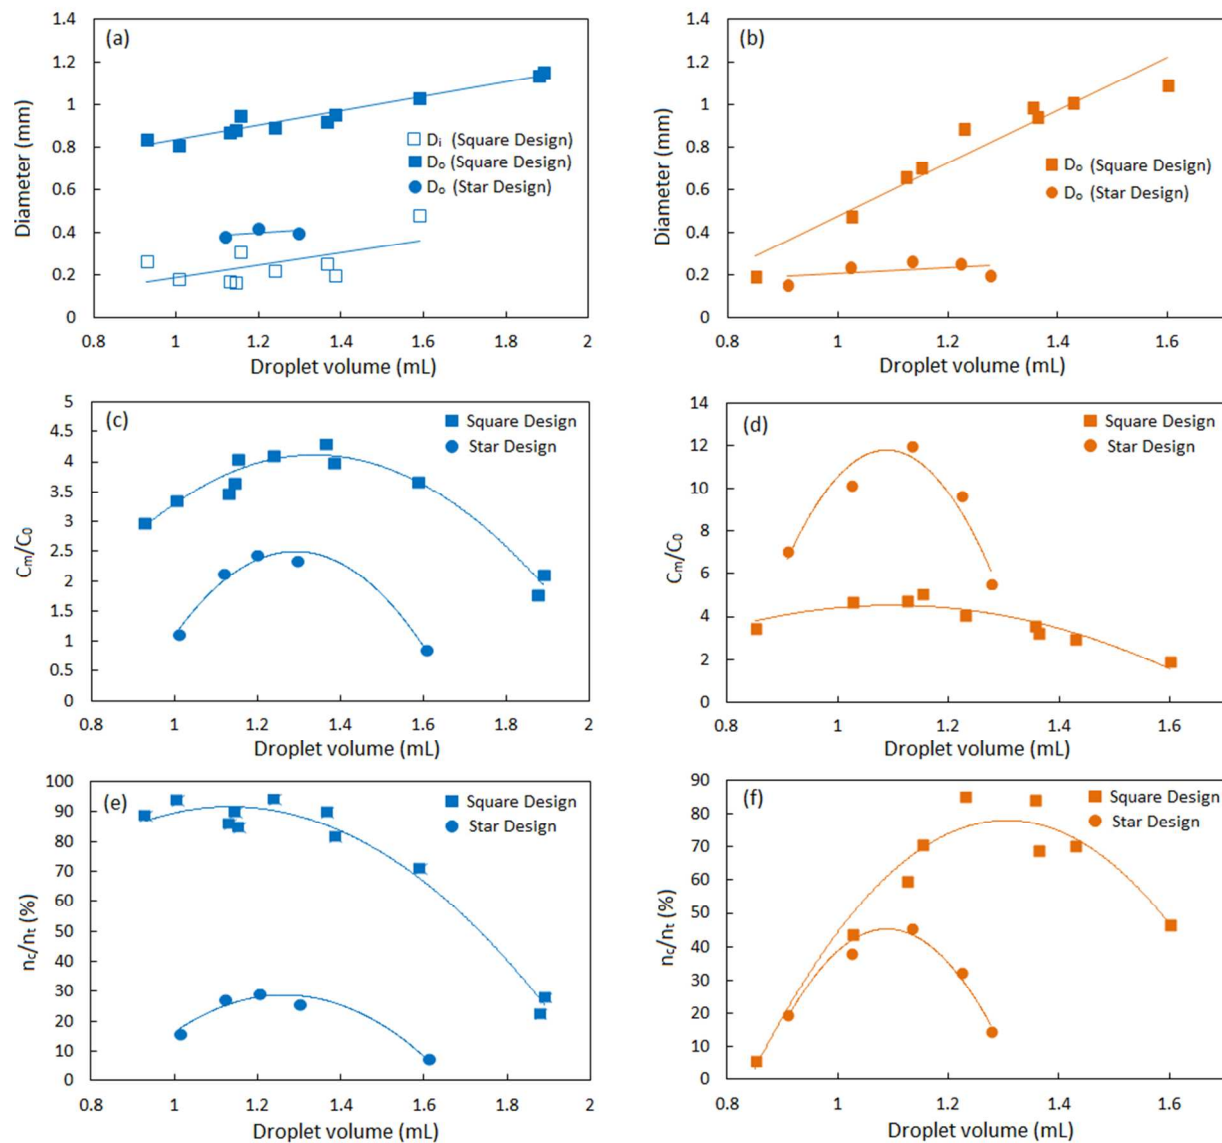 (a)
1.4
1.2
1
0.8
0.6
0.4
0.2
0
Diameter (mm)
Dᵢ (Square Design)
Dₒ (Square Design)
Dₒ (Star Design)
0.8 1 1.2 1.4 1.6 1.8 2
Droplet volume (mL)
(b)
1.4
1.2
1.0
0.8
0.6
0.4
0.2
0
Diameter (mm)
Dₒ (Square Design)
Dₒ (Star Design)
0.8 1 1.2 1.4 1.6
Droplet volume (mL)
(c)
5
4.5
4
3.5
3
2.5
2
1.5
1
0.5
0
Cₘ/C₀
Square Design
Star Design
0.8 1 1.2 1.4 1.6 1.8 2
Droplet volume (mL)
(d)
14
12
10
8
6
4
2
0
Cₘ/C₀
Square Design
Star Design
0.8 1 1.2 1.4 1.6
Droplet volume (mL)
(e)
100
90
80
70
60
50
40
30
20
10
0
n꜀/nₜ (%)
Square Design
Star Design
0.8 1 1.2 1.4 1.6 1.8 2
Droplet volume (mL)
(f)
90
80
70
60
50
40
30
20
10
0
n꜀/nₜ (%)
Square Design
Star Design
0.8 1 1.2 1.4 1.6
Droplet volume (mL)